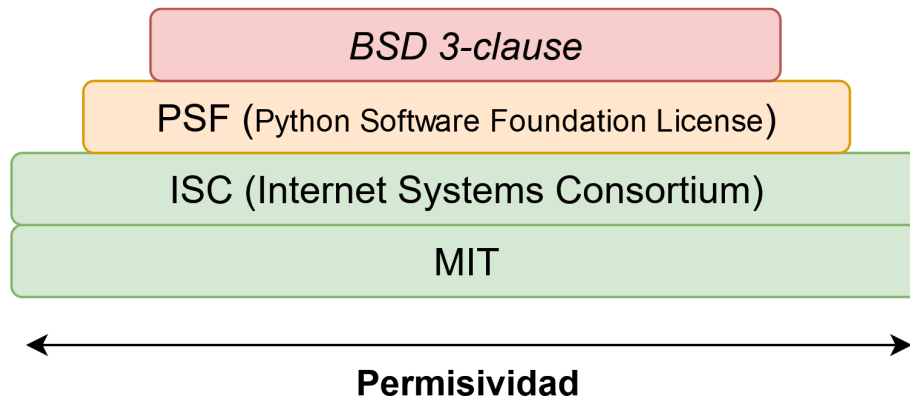 BSD 3-clause
PSF (Python Software Foundation License)
ISC (Internet Systems Consortium)
MIT
Permisividad